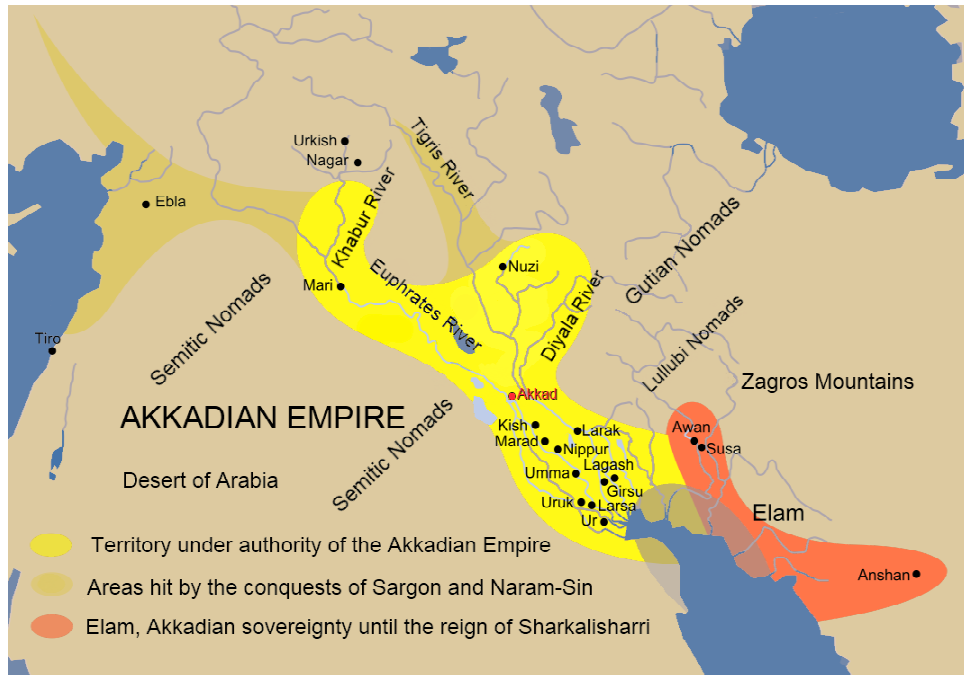 Urkish
Nagar
Tigris River
Khabur River
Ebla
Gutian Nomads
Nuzi
Mari
Euphrates River
Diyala River
Semitic Nomads
Tiro
Lullubi Nomads
Zagros Mountains
Akkad
AKKADIAN EMPIRE
Semitic Nomads
Kish
Larak
Awan
Marad
Nippur
Susa
Desert of Arabia
Umma
Lagash
Girsu
Uruk
Larsa
Ur
Elam
Territory under authority of the Akkadian Empire
Anshan
Areas hit by the conquests of Sargon and Naram-Sin
Elam, Akkadian sovereignty until the reign of Sharkalisharri